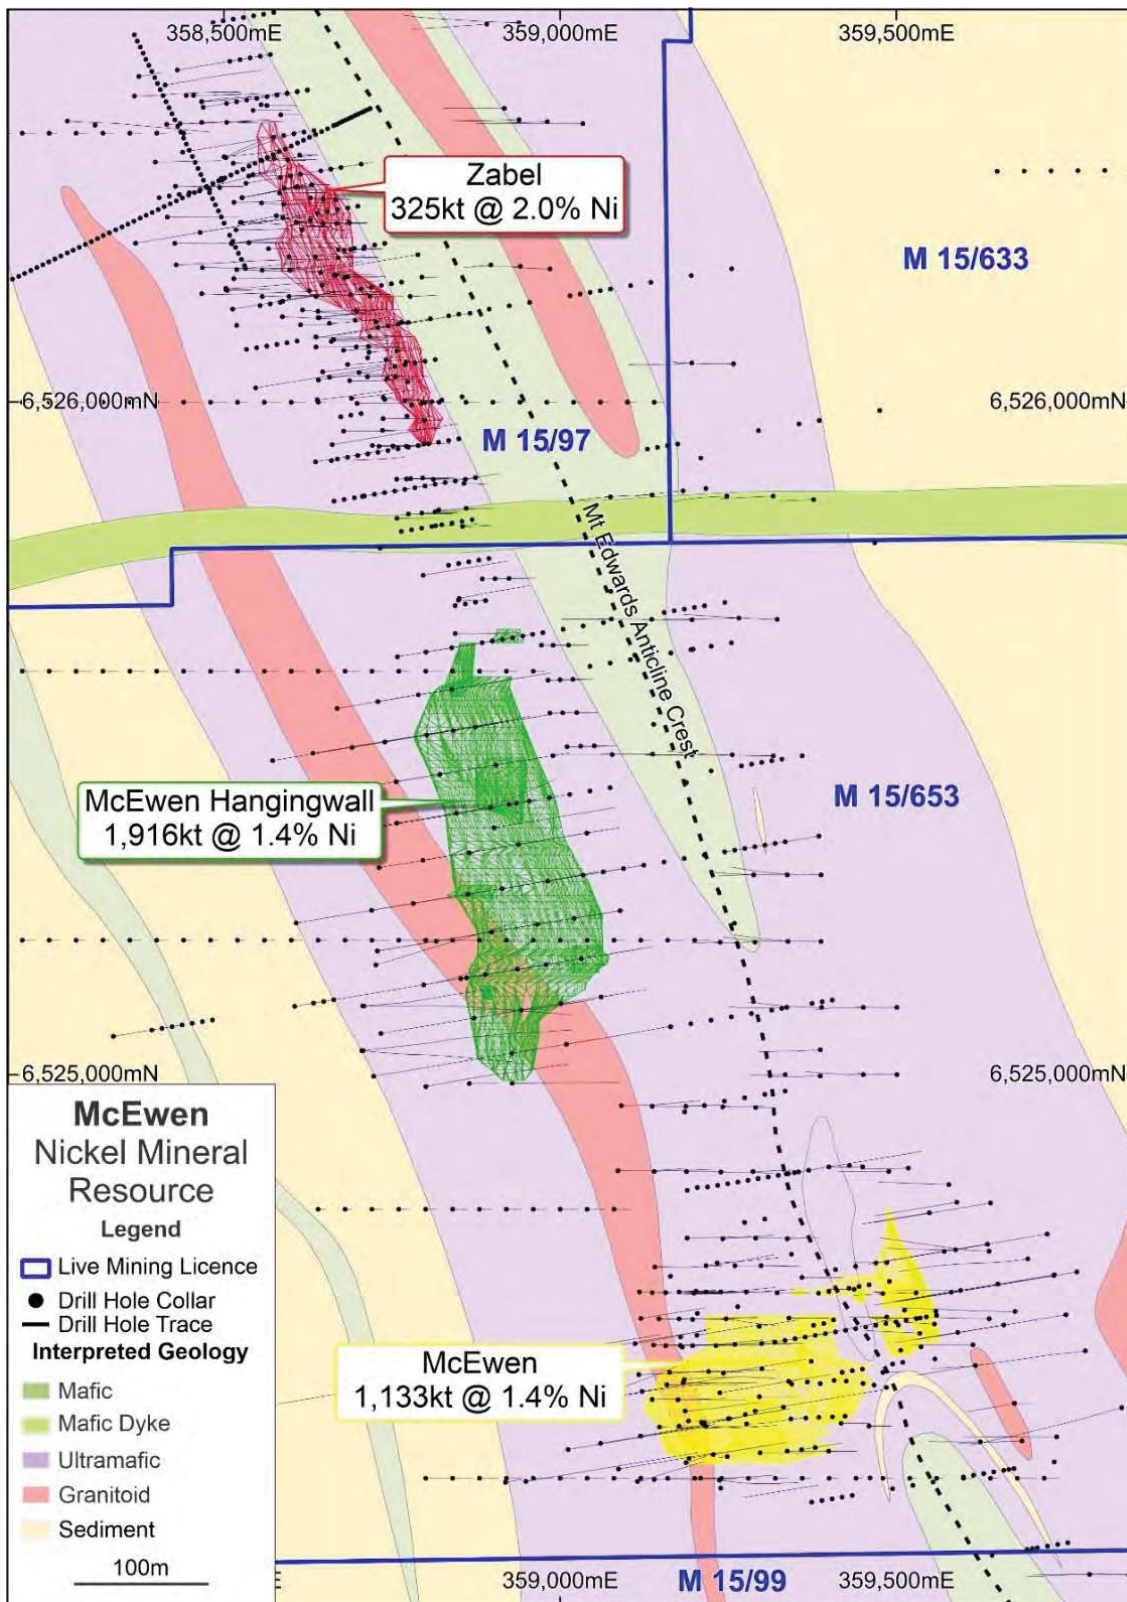 358,500mE
359,000mE
359,500mE
Zabel
325kt @ 2.0% Ni
M 15/633
6,526,000mN
6,526,000mN
M 15/97
Mt Edwards Anticline Crest
McEwen Hangingwall
1,916kt @ 1.4% Ni
M 15/653
6,525,000mN
6,525,000mN
McEwen
Nickel Mineral
Resource
Legend
Live Mining Licence
Drill Hole Collar
Drill Hole Trace
Interpreted Geology
Mafic
Mafic Dyke
Ultramafic
Granitoid
Sediment
100m
McEwen
1,133kt @ 1.4% Ni
E
359,000mE
M 15/99
359,500mE